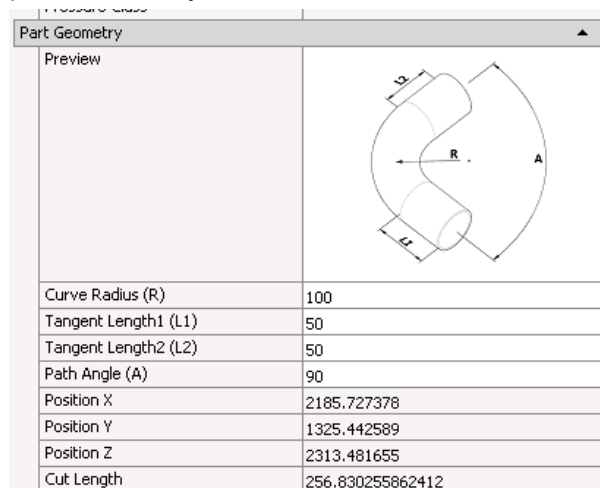 Part Geometry
Preview
L2
R
A
L1
Curve Radius (R) 100
Tangent Length1 (L1) 50
Tangent Length2 (L2) 50
Path Angle (A) 90
Position X 2185.727378
Position Y 1325.442589
Position Z 2313.481655
Cut Length 256.830255862412